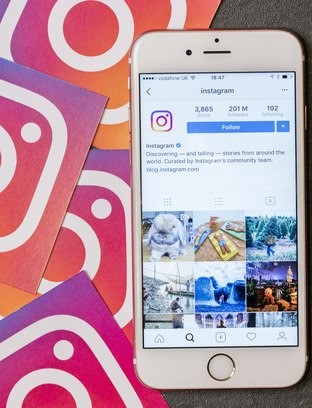 vodafone UK 18:47
instagram
3,865 201 M 192
posts followers following
Follow
Instagram
Discovering — and telling — stories from around the
world. Curated by Instagram's community team.
blog.instagram.com